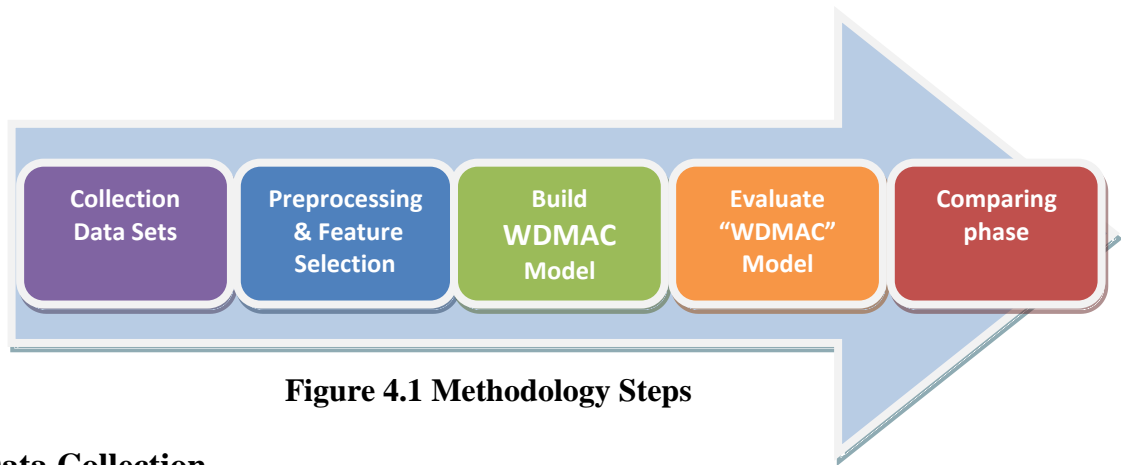 Collection
Data Sets
Preprocessing
& Feature
Selection
Build
WDMAC
Model
Evaluate
“WDMAC”
Model
Comparing
phase
Figure 4.1 Methodology Steps
Collection